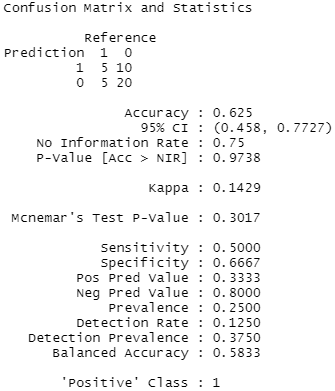 Confusion Matrix and Statistics
Reference
Prediction 1 0
1 5 10
0 5 20
Accuracy : 0.625
95% CI : (0.458, 0.7727)
No Information Rate : 0.75
P-Value [Acc > NIR] : 0.9738
Kappa : 0.1429
Mcnemar's Test P-Value : 0.3017
Sensitivity : 0.5000
Specificity : 0.6667
Pos Pred Value : 0.3333
Neg Pred Value : 0.8000
Prevalence : 0.2500
Detection Rate : 0.1250
Detection Prevalence : 0.3750
Balanced Accuracy : 0.5833
'Positive' Class : 1